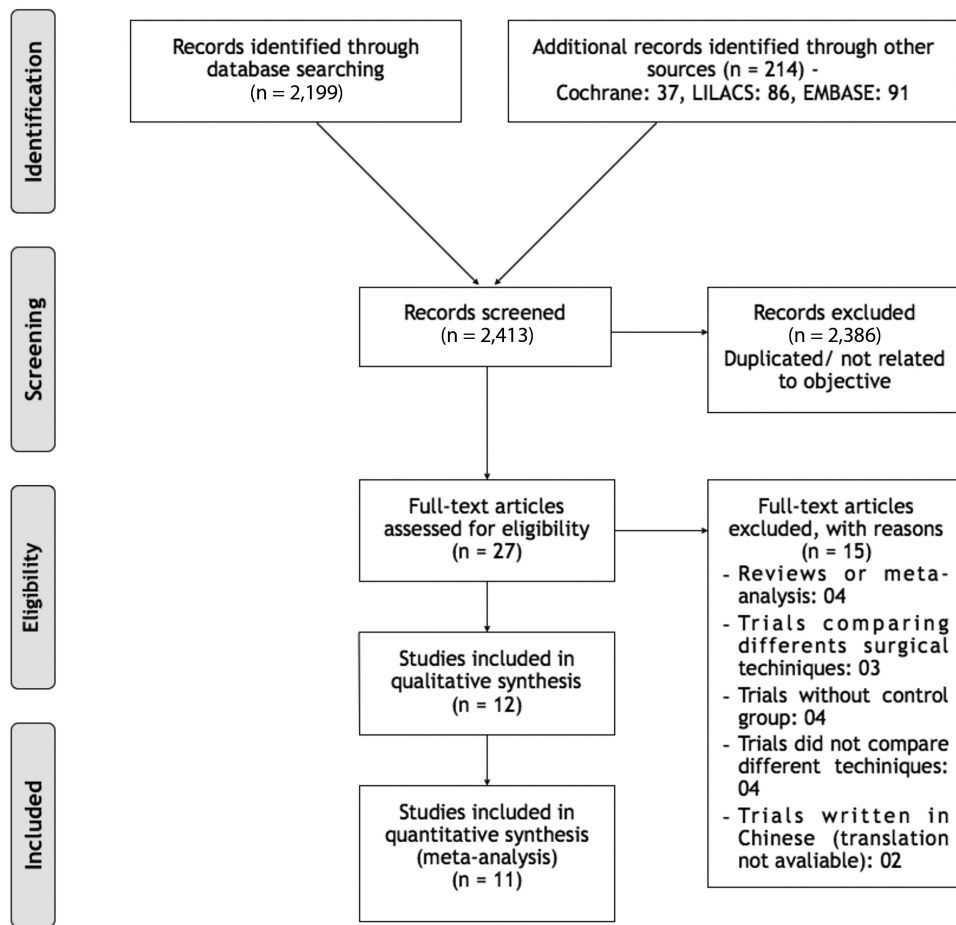 Identification
Records identified through
database searching
(n = 2,199)
Additional records identified through other
sources (n = 214) -
Cochrane: 37, LILACS: 86, EMBASE: 91
Screening
Records screened
(n = 2,413)
Records excluded
(n = 2,386)
Duplicated/ not related
to objective
Eligibility
Full-text articles
assessed for eligibility
(n = 27)
Full-text articles
excluded, with reasons
(n = 15)
- Reviews or meta-
analysis: 04
- Trials comparing
differents surgical
techiniques: 03
- Trials without control
group: 04
- Trials did not compare
different techiniques:
04
- Trials written in
Chinese (translation
not avaliable): 02
Studies included in
qualitative synthesis
(n = 12)
Included
Studies included in
quantitative synthesis
(meta-analysis)
(n = 11)